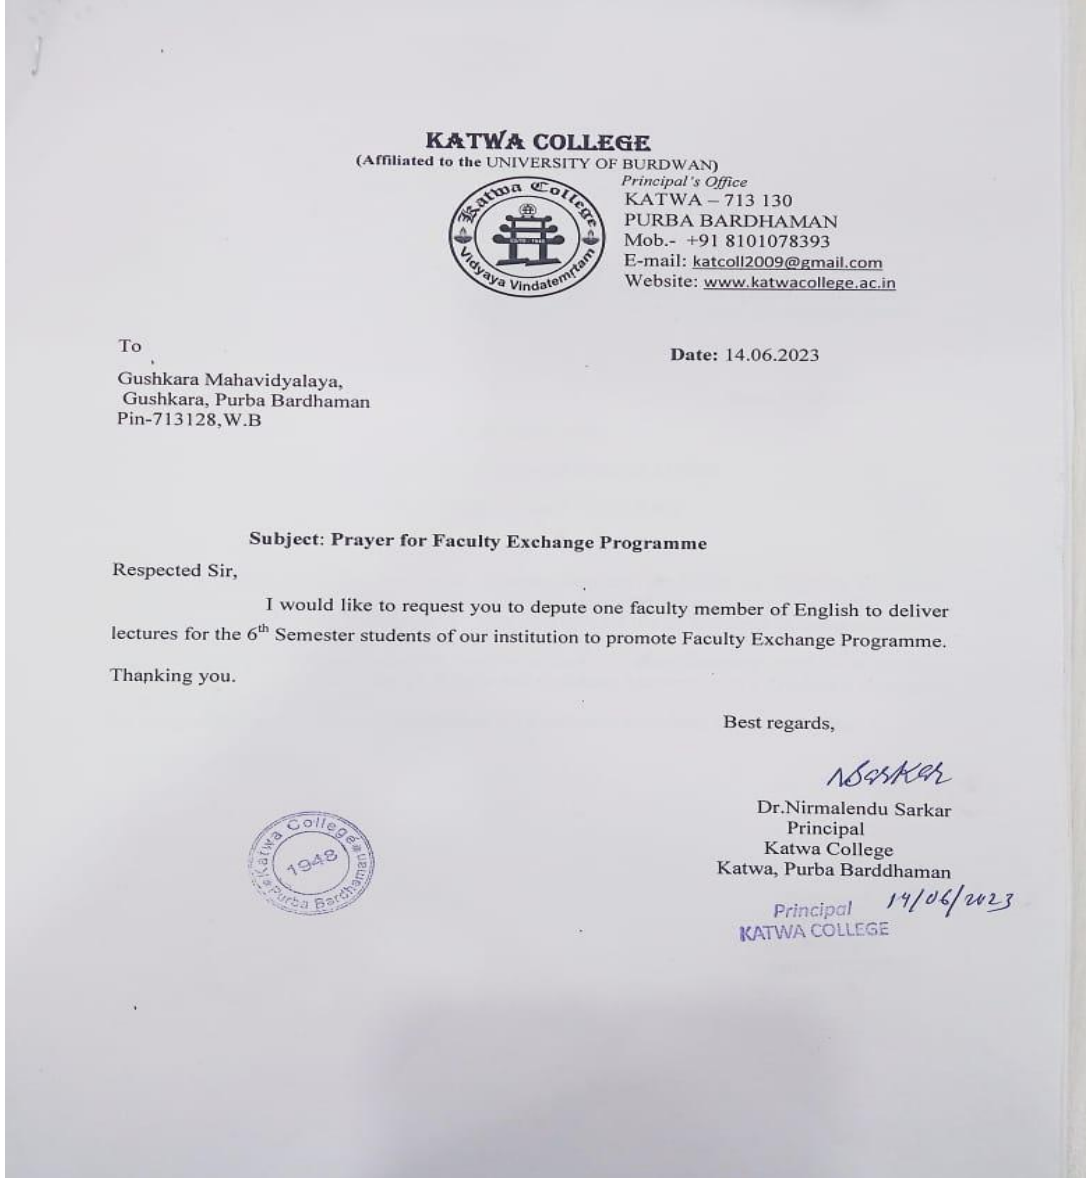 KATWA COLLEGE
(Affiliated to the UNIVERSITY OF BURDWAN)
Katwa College
ESTD - 1948
Vidyaya Vindatemrtam
Principal's Office
KATWA – 713 130
PURBA BARDHAMAN
Mob.- +91 8101078393
E-mail: katcoll2009@gmail.com
Website: www.katwacollege.ac.in
To
Date: 14.06.2023
Gushkara Mahavidyalaya,
Gushkara, Purba Bardhaman
Pin-713128,W.B
Subject: Prayer for Faculty Exchange Programme
Respected Sir,
I would like to request you to depute one faculty member of English to deliver
lectures for the 6th Semester students of our institution to promote Faculty Exchange Programme.
Thanking you.
Best regards,
NSarkar
Dr.Nirmalendu Sarkar
Principal
Katwa College
Katwa, Purba Barddhaman
14/06/2023
Principal
KATWA COLLEGE
Katwa College
1948
Purba Bardhaman